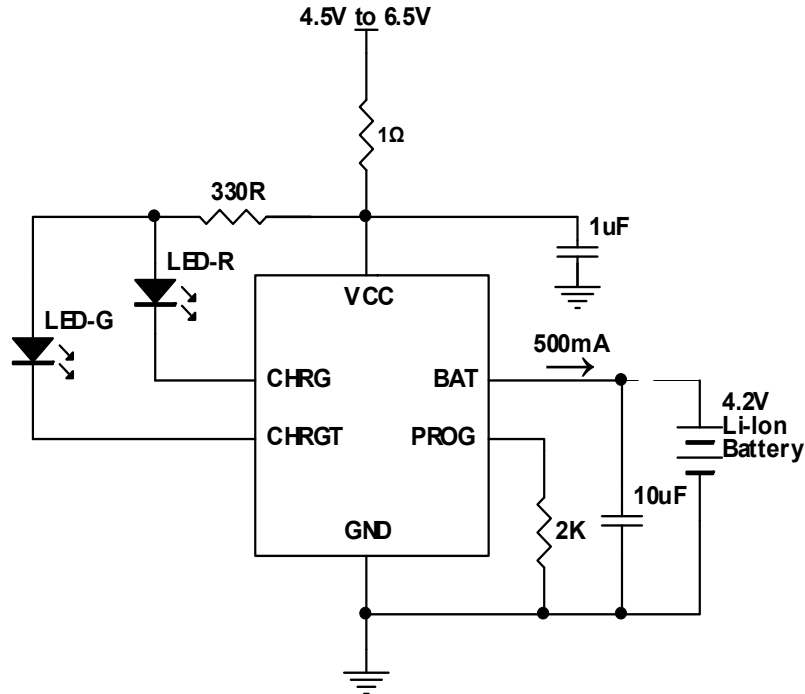 4.5V to 6.5V
1Ω
330R
1uF
LED-R
LED-G
VCC
500mA
CHRG
BAT
4.2V
Li-Ion
Battery
CHRGT
PROG
10uF
2K
GND